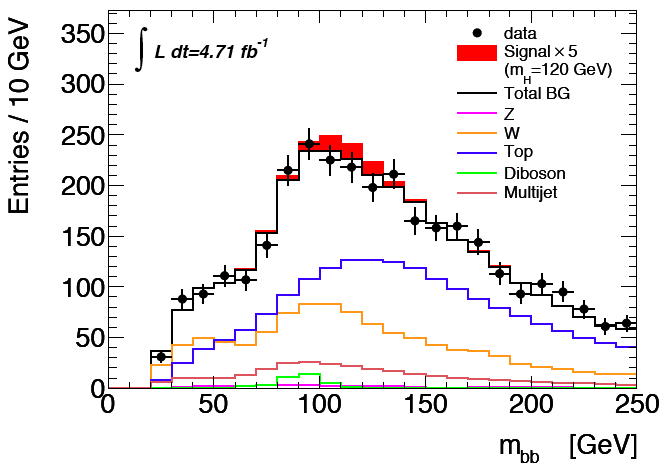 Entries / 10 GeV
350
300
250
200
150
100
50
0
∫ L dt=4.71 fb⁻¹
data
Signal × 5
(m_H=120 GeV)
Total BG
Z
W
Top
Diboson
Multijet
0 50 100 150 200 250
m_bb [GeV]